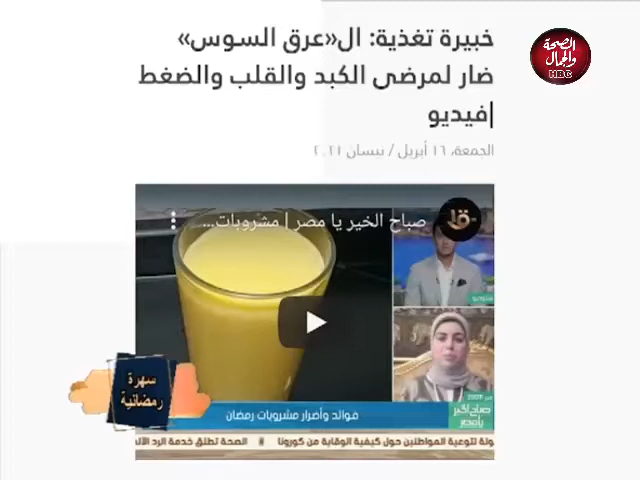 خبيرة تغذية: ال«عرق السوس»
ضار لمرضى الكبد والقلب والضغط
|فيديو
الجمعة، ١٦ أبريل / نيسان ٢٠٢١
الصحة
والجمال
HBC
صباح الخير يا مصر | مشروبات...
سهرة
رمضانية
فوائد وأضرار مشروبات رمضان
صباح الخير
يا مصر
ولة لتوعية المواطنين حول كيفية الوقاية من كورونا
الصحة تطلق خدمة الرد الآلي